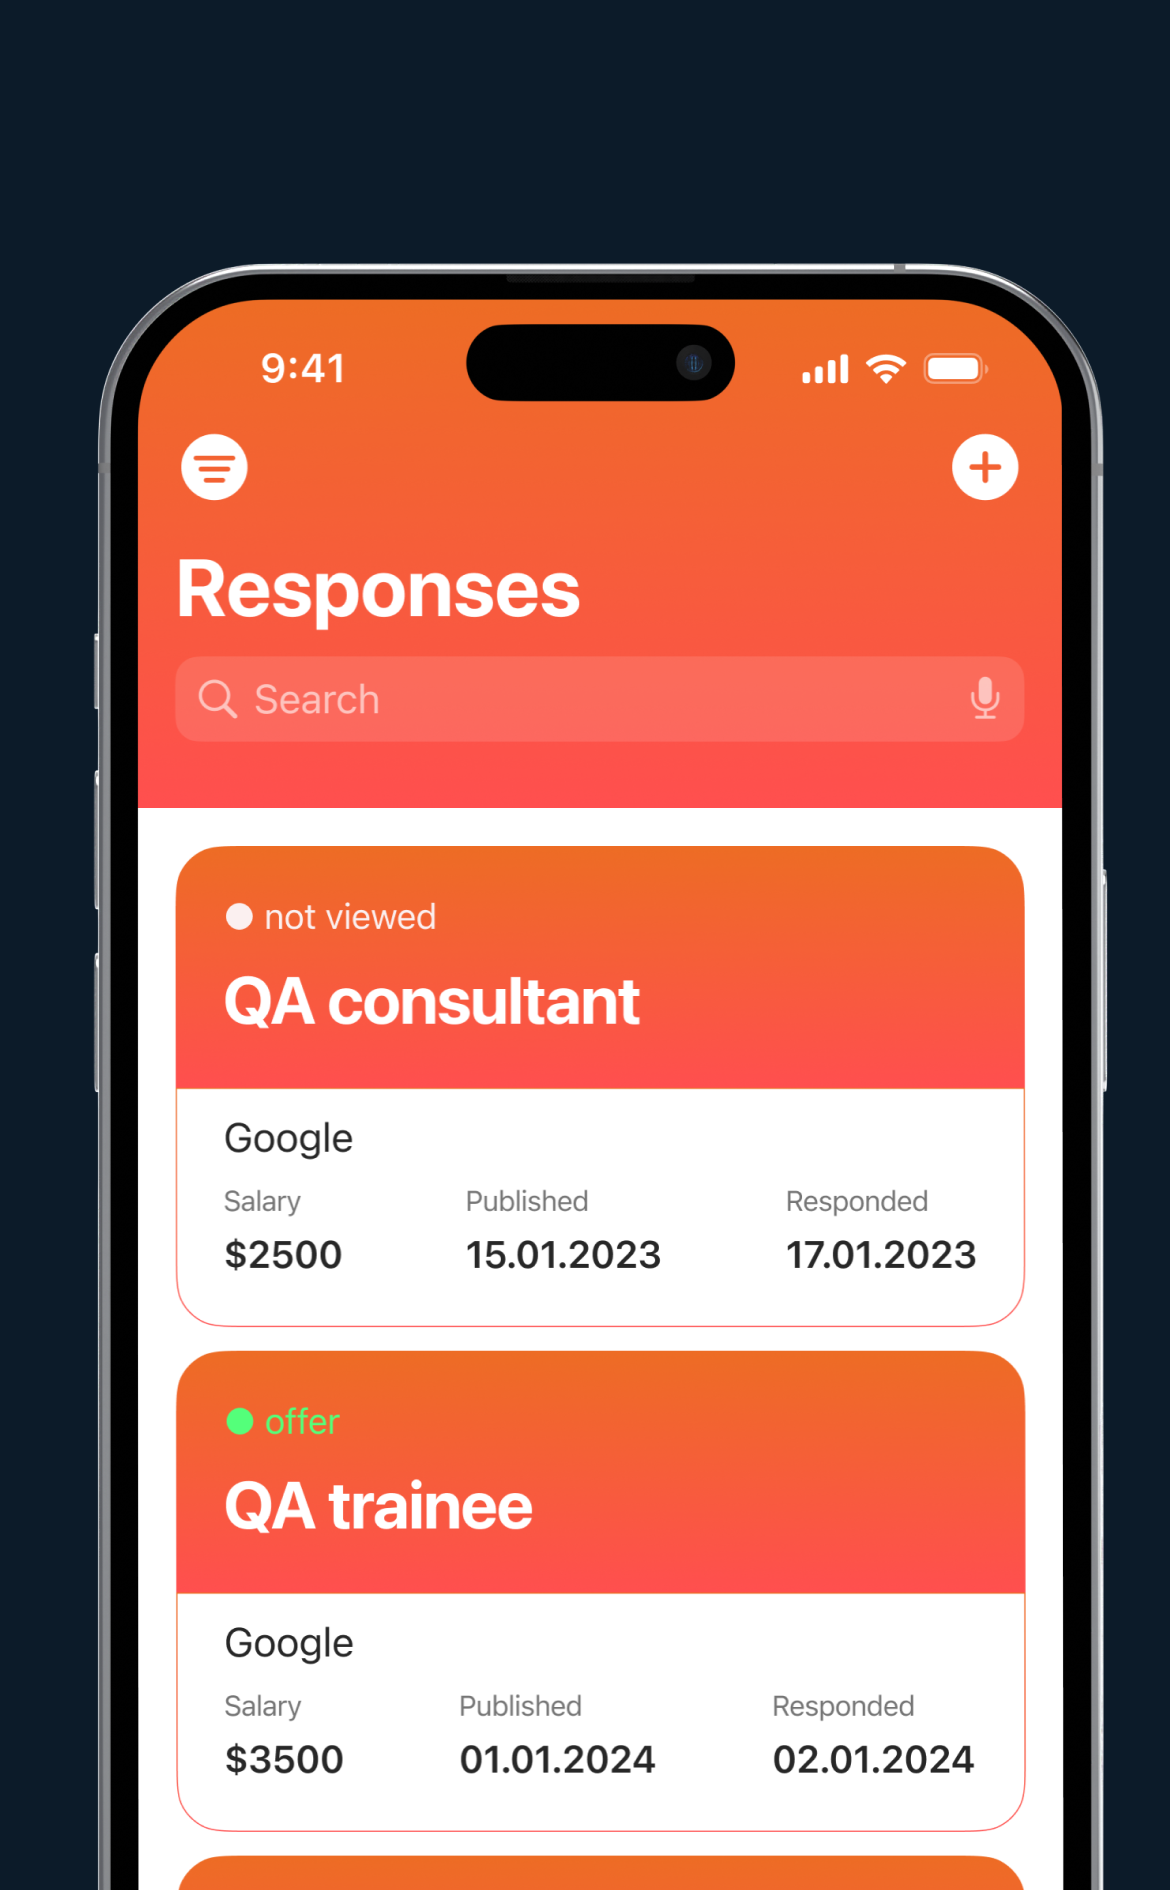 9:41
Responses
Search
not viewed
QA consultant
Google
Salary Published Responded
$2500 15.01.2023 17.01.2023
offer
QA trainee
Google
Salary Published Responded
$3500 01.01.2024 02.01.2024